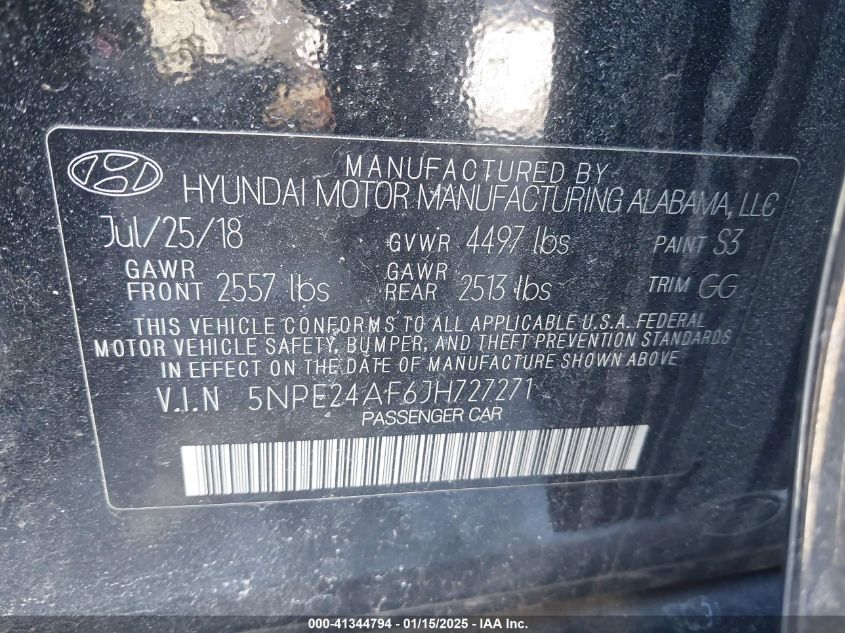 MANUFACTURED BY
HYUNDAI MOTOR MANUFACTURING ALABAMA, LLC
Jul/25/18 GVWR 4497 lbs PAINT S3
GAWR FRONT 2557 lbs GAWR REAR 2513 lbs TRIM GG
THIS VEHICLE CONFORMS TO ALL APPLICABLE U.S.A. FEDERAL
MOTOR VEHICLE SAFETY, BUMPER, AND THEFT PREVENTION STANDARDS
IN EFFECT ON THE DATE OF MANUFACTURE SHOWN ABOVE
V.I.N 5NPE24AF6JH727271
PASSENGER CAR
000-41344794 - 01/15/2025 - IAA Inc.